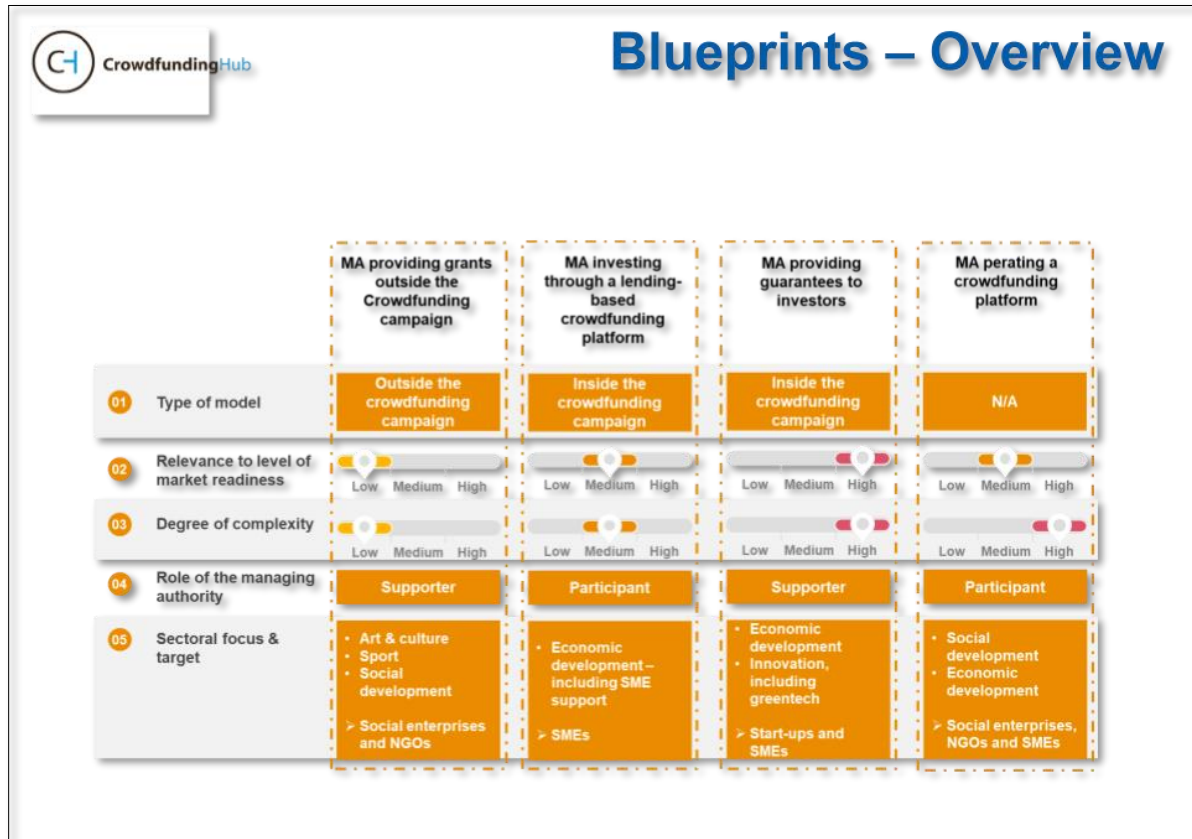 CH CrowdfundingHub
Blueprints – Overview
MA providing grants
outside the
Crowdfunding
campaign
MA investing
through a lending-
based
crowdfunding
platform
MA providing
guarantees to
investors
MA perating a
crowdfunding
platform
01 Type of model
Outside the
crowdfunding
campaign
Inside the
crowdfunding
campaign
Inside the
crowdfunding
campaign
N/A
02 Relevance to level of
market readiness
Low Medium High
Low Medium High
Low Medium High
Low Medium High
03 Degree of complexity
Low Medium High
Low Medium High
Low Medium High
Low Medium High
04 Role of the managing
authority
Supporter
Participant
Supporter
Participant
05 Sectoral focus &
target
• Art & culture
• Sport
• Social
development
➢ Social enterprises
and NGOs
• Economic
development –
including SME
support
➢ SMEs
• Economic
development
• Innovation,
including
greentech
➢ Start-ups and
SMEs
• Social
development
• Economic
development
➢ Social enterprises,
NGOs and SMEs